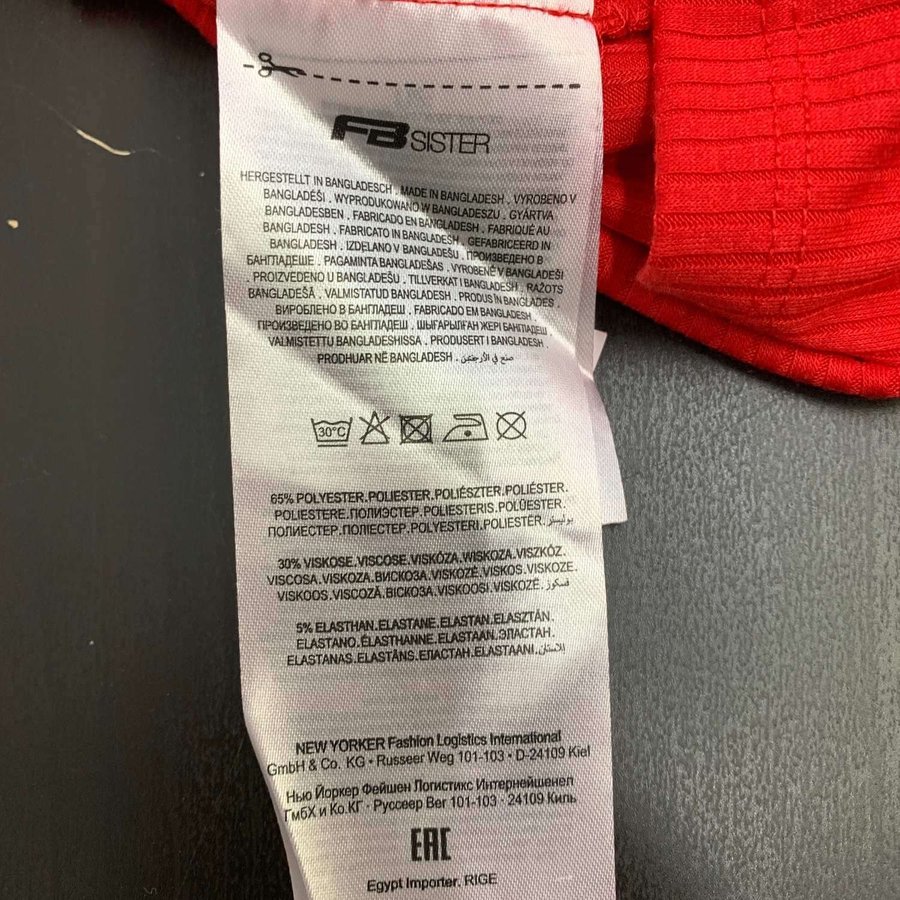 FB SISTER
HERGESTELLT IN BANGLADESCH . MADE IN BANGLADESH . VYROBENO V
BANGLADÉŠI . WYPRODUKOWANO W BANGLADESZU . GYÁRTVA
BANGLADESBEN . FABRICADO EN BANGLADESH . FABRIQUÉ AU
BANGLADESH . FABRICATO IN BANGLADESH . GEFABRICEERD IN
BANGLADESH . IZDELANO V BANGLADEŠU . ПРОИЗВЕДЕНО В
БАНГЛАДЕШЕ . PAGAMINTA BANGLADEŠAS . VYROBENÉ V BANGLADÉŠI
. PROIZVEDENO U BANGLADEŠU . TILLVERKAT I BANGLADESH . RAŽOTS
BANGLADEŠĀ . VALMISTATUD BANGLADESH . PRODUS ÎN BANGLADES .
ВИРОБЛЕНО В БАНГЛАДЕШ . FABRICADO EM BANGLADESH
ПРОИЗВЕДЕНО ВО БАНГЛАДЕШ . ШЫҒАРЫЛҒАН ЖЕРІ БАНГЛАДЕШ
VALMISTETTU BANGLADESHISSA . PRODUSERT I BANGLADESH .
PRODHUAR NË BANGLADESH . صنع في الأرجنتين
30°C
65% POLYESTER.POLIESTER.POLIÉSZTER.POLIÉSTER.
POLIESTERE.ПОЛИЭСТЕР.POLIESTERIS.POLÜESTER.
ПОЛИЕСТЕР.ПОЛІЕСТЕР.POLYESTERI.POLIESTËR.بوليستر
30% VISKOSE.VISCOSE.VISKÓZA.WISKOZA.VISZKÓZ.
VISCOSA.VISKOZA.ВИСКОЗА.VISKOZĖ.VISKOS.VISKOZE.
VISKOOS.VISCOZĂ.ВІСКОЗА.VISKOOSI.VISKOZË.فسكوز
5% ELASTHAN.ELASTANE.ELASTAN.ELASZTÁN.
ELASTANO.ÉLASTHANNE.ELASTAAN.ЭЛАСТАН.
ELASTANAS.ELASTĀNS.ЕЛАСТАН.ELASTAANI.الاستان
NEW YORKER Fashion Logistics International
GmbH & Co. KG • Russeer Weg 101-103 • D-24109 Kiel
Нью Йоркер Фейшен Логистикс Интернейшенел
ГмбХ и Ко.КГ • Руссеер Вег 101-103 · 24109 Киль
EAC
Egypt Importer. RIGE